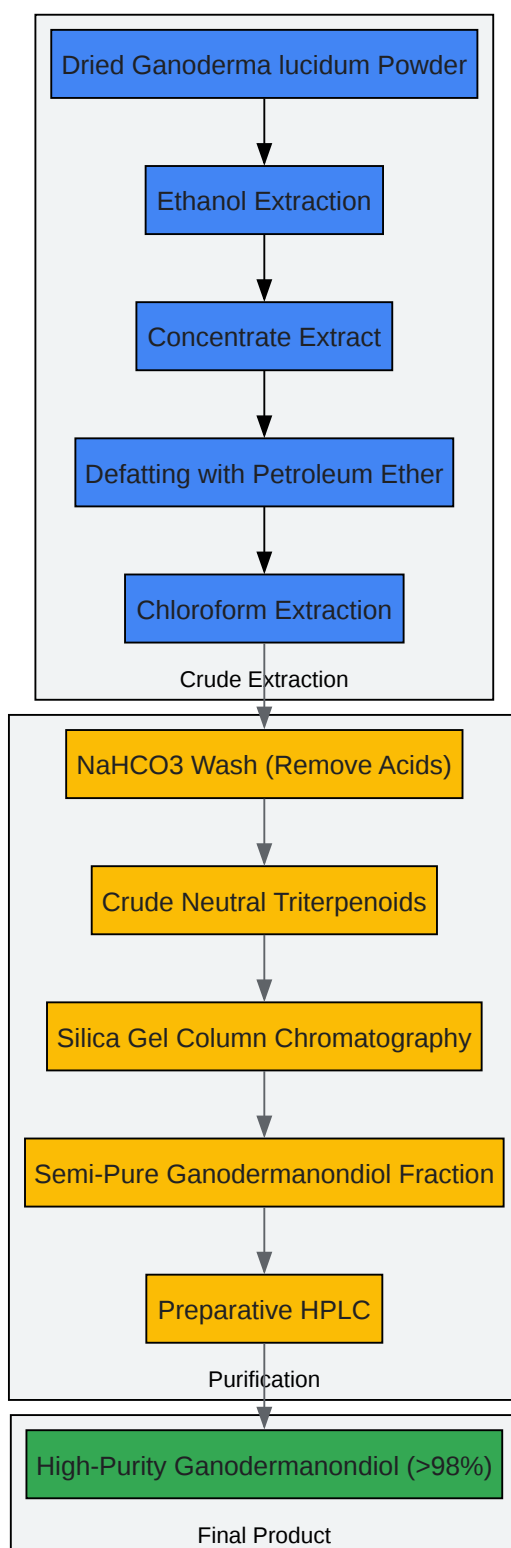 Dried Ganoderma lucidum Powder
Ethanol Extraction
Concentrate Extract
Defatting with Petroleum Ether
Chloroform Extraction
Crude Extraction
NaHCO3 Wash (Remove Acids)
Crude Neutral Triterpenoids
Silica Gel Column Chromatography
Semi-Pure Ganodermanondiol Fraction
Preparative HPLC
Purification
High-Purity Ganodermanondiol (>98%)
Final Product